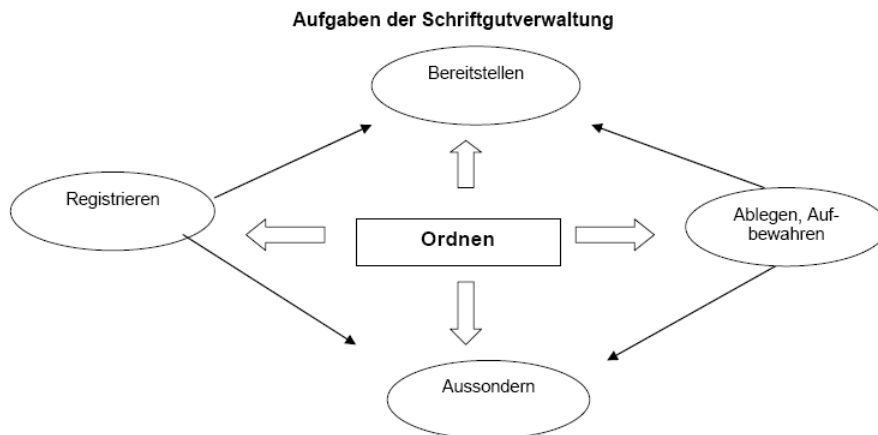 Aufgaben der Schriftgutverwaltung
Bereitstellen
Registrieren
Ablegen, Auf-
bewahren
Ordnen
Aussondern